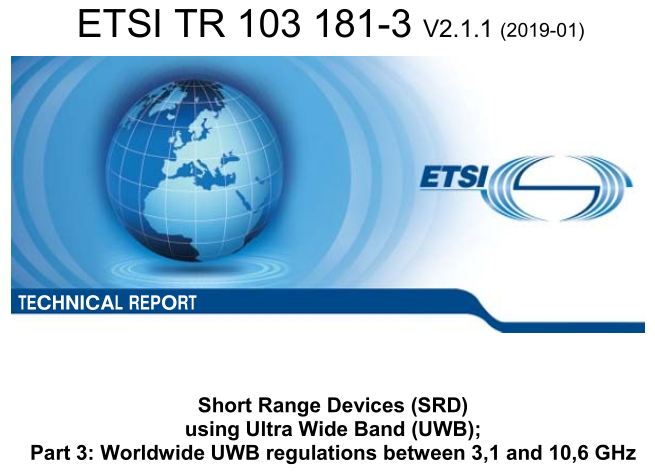 ETSI TR 103 181-3 V2.1.1 (2019-01)
ETSI
TECHNICAL REPORT
Short Range Devices (SRD)
using Ultra Wide Band (UWB);
Part 3: Worldwide UWB regulations between 3,1 and 10,6 GHz